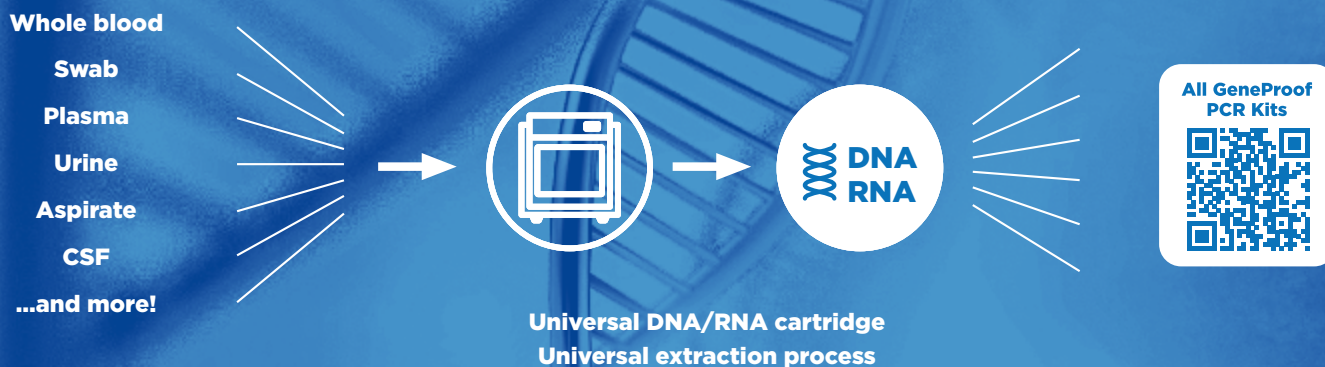 Whole blood
Swab
Plasma
Urine
Aspirate
CSF
...and more!
DNA
RNA
All GeneProof
PCR Kits
Universal DNA/RNA cartridge
Universal extraction process